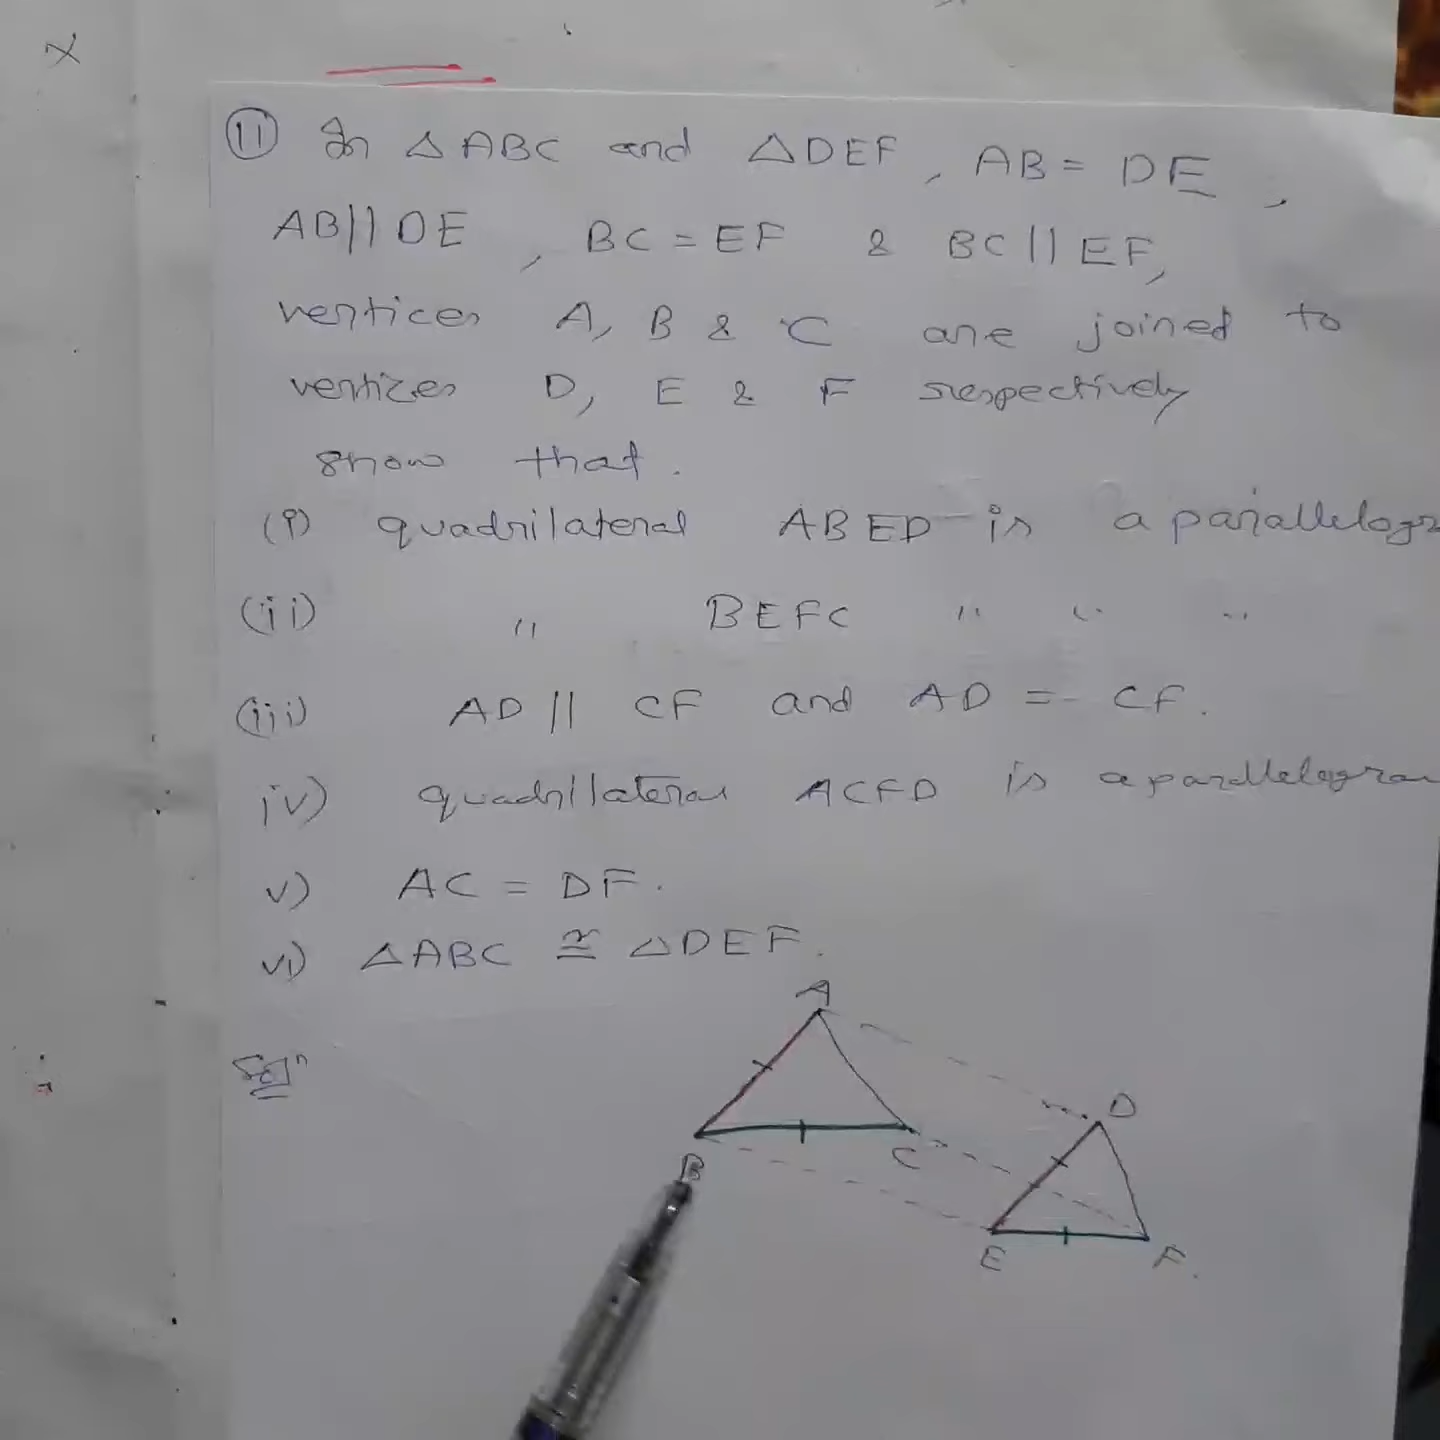 X
11 In △ABC and △DEF, AB = DE,
AB||DE, BC = EF & BC || EF,
vertices A, B & C are joined to
vertices D, E & F respectively
show that.
(i) quadrilateral ABED is a parallelogr
(ii) " BEFC " " "
(iii) AD || CF and AD = CF.
iv) quadrilateral ACFD is a parallelogram
v) AC = DF.
vi) △ABC ≅ △DEF.
Solⁿ
A
D
B
C
E
F.